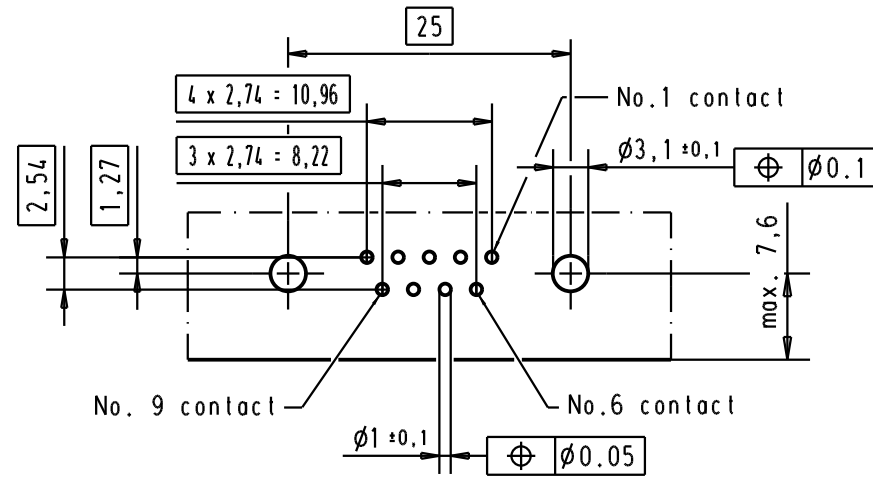 25
4 x 2,74 = 10,96
No.1 contact
3 x 2,74 = 8,22
Ø3,1 ±0,1
⌖ Ø0.1
2,54
1,27
max. 7,6
No. 9 contact
No.6 contact
Ø1 ±0,1
⌖ Ø0.05